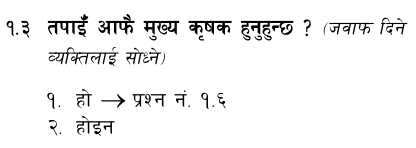 १.३ तपाइँ आफै मुख्य कृषक हुनुहुन्छ ? (जवाफ दिने
व्यक्तिलाई सोध्ने)
१. हो → प्रश्न नं. १.६
२. होइन